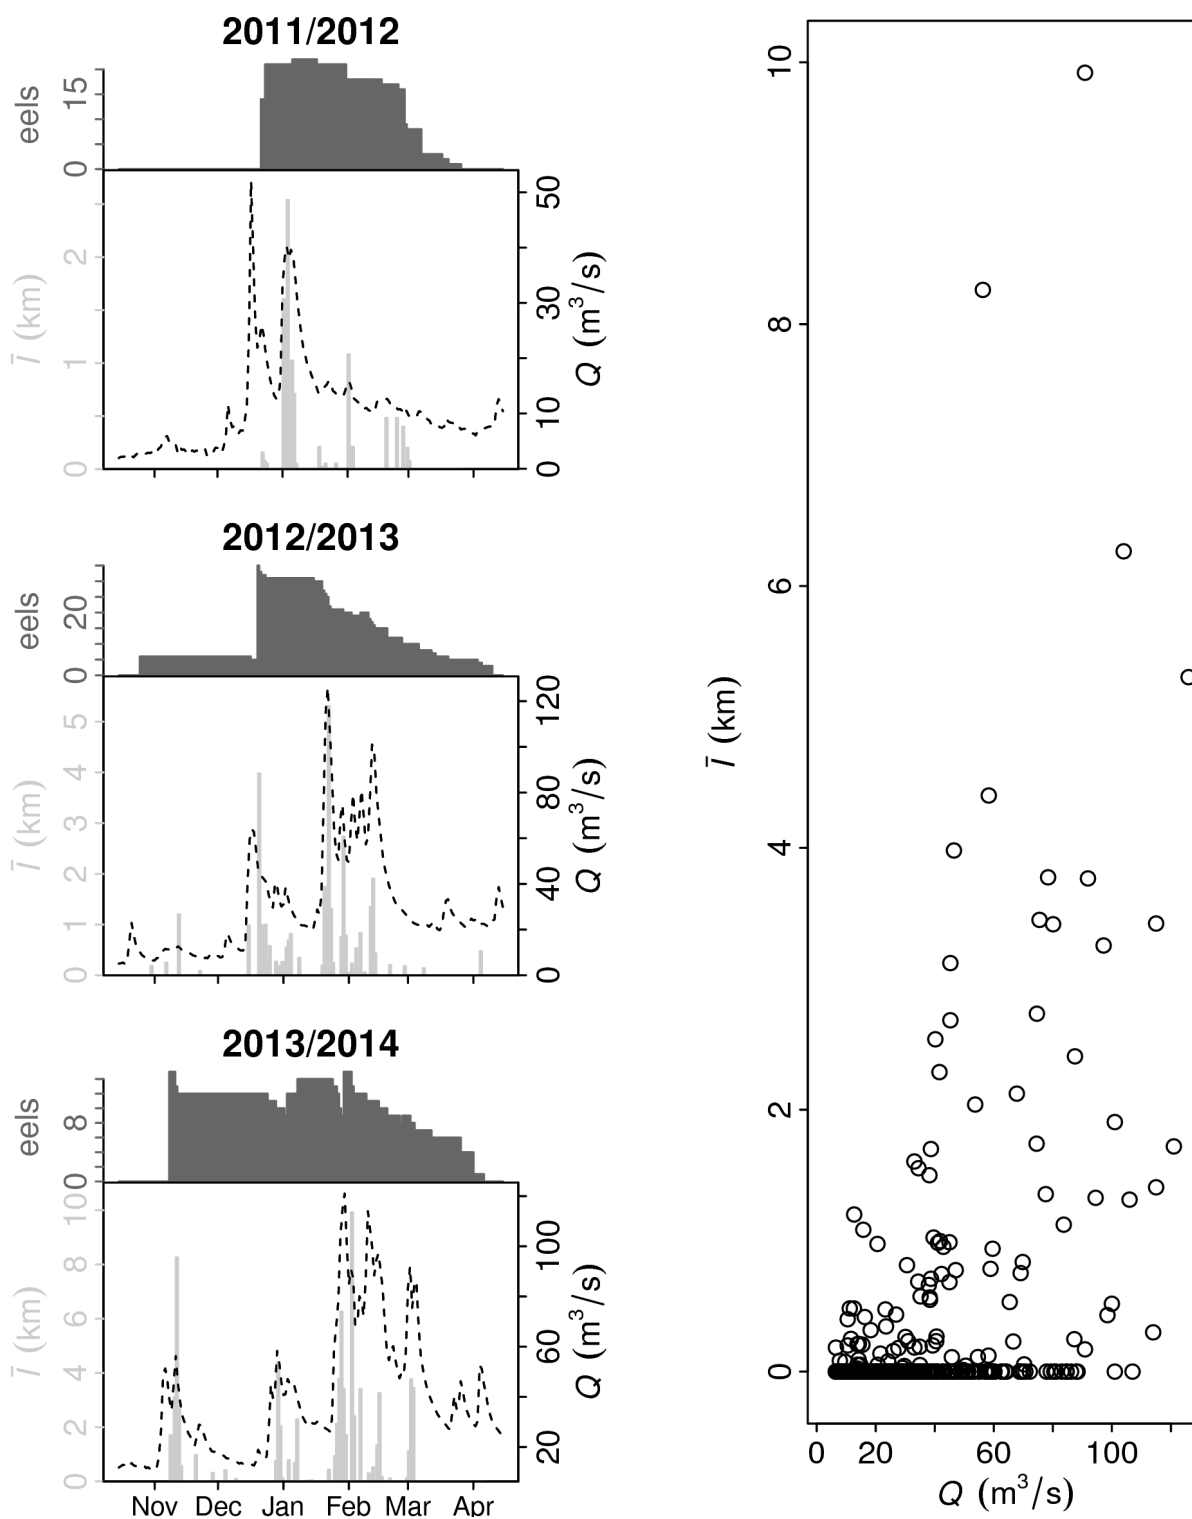 2011/2012
eels
0 15
Ī (km)
0 1 2
Q (m³/s)
0 10 30 50
2012/2013
eels
0 20
Ī (km)
0 1 2 3 4 5
Q (m³/s)
0 40 80 120
2013/2014
eels
0 8
Ī (km)
0 2 4 6 8 10
Q (m³/s)
20 60 100
Nov Dec Jan Feb Mar Apr
Ī (km)
0 2 4 6 8 10
0 20 60 100
Q (m³/s)